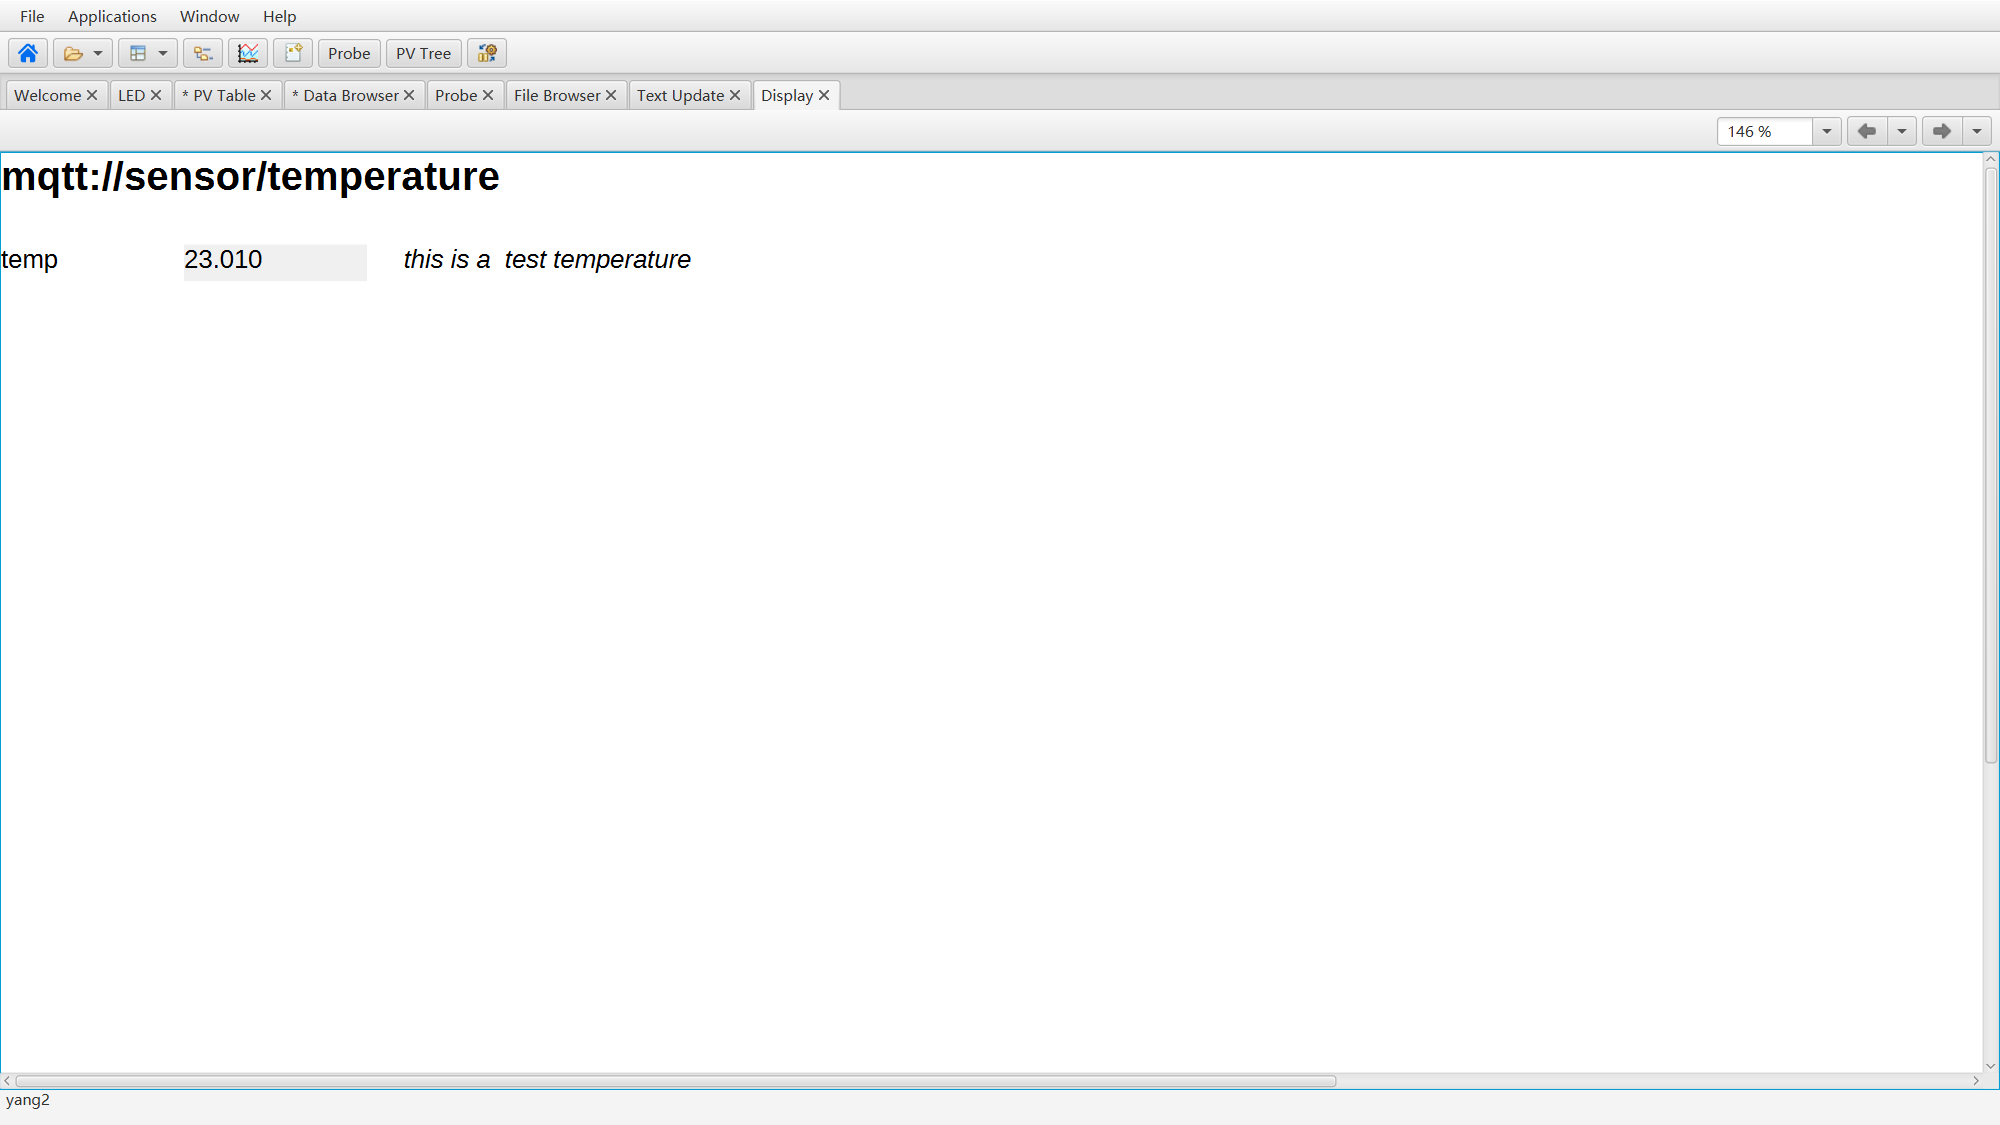 File Applications Window Help
Probe PV Tree
Welcome LED * PV Table * Data Browser Probe File Browser Text Update Display
146 %
mqtt://sensor/temperature
temp 23.010 this is a  test temperature
yang2